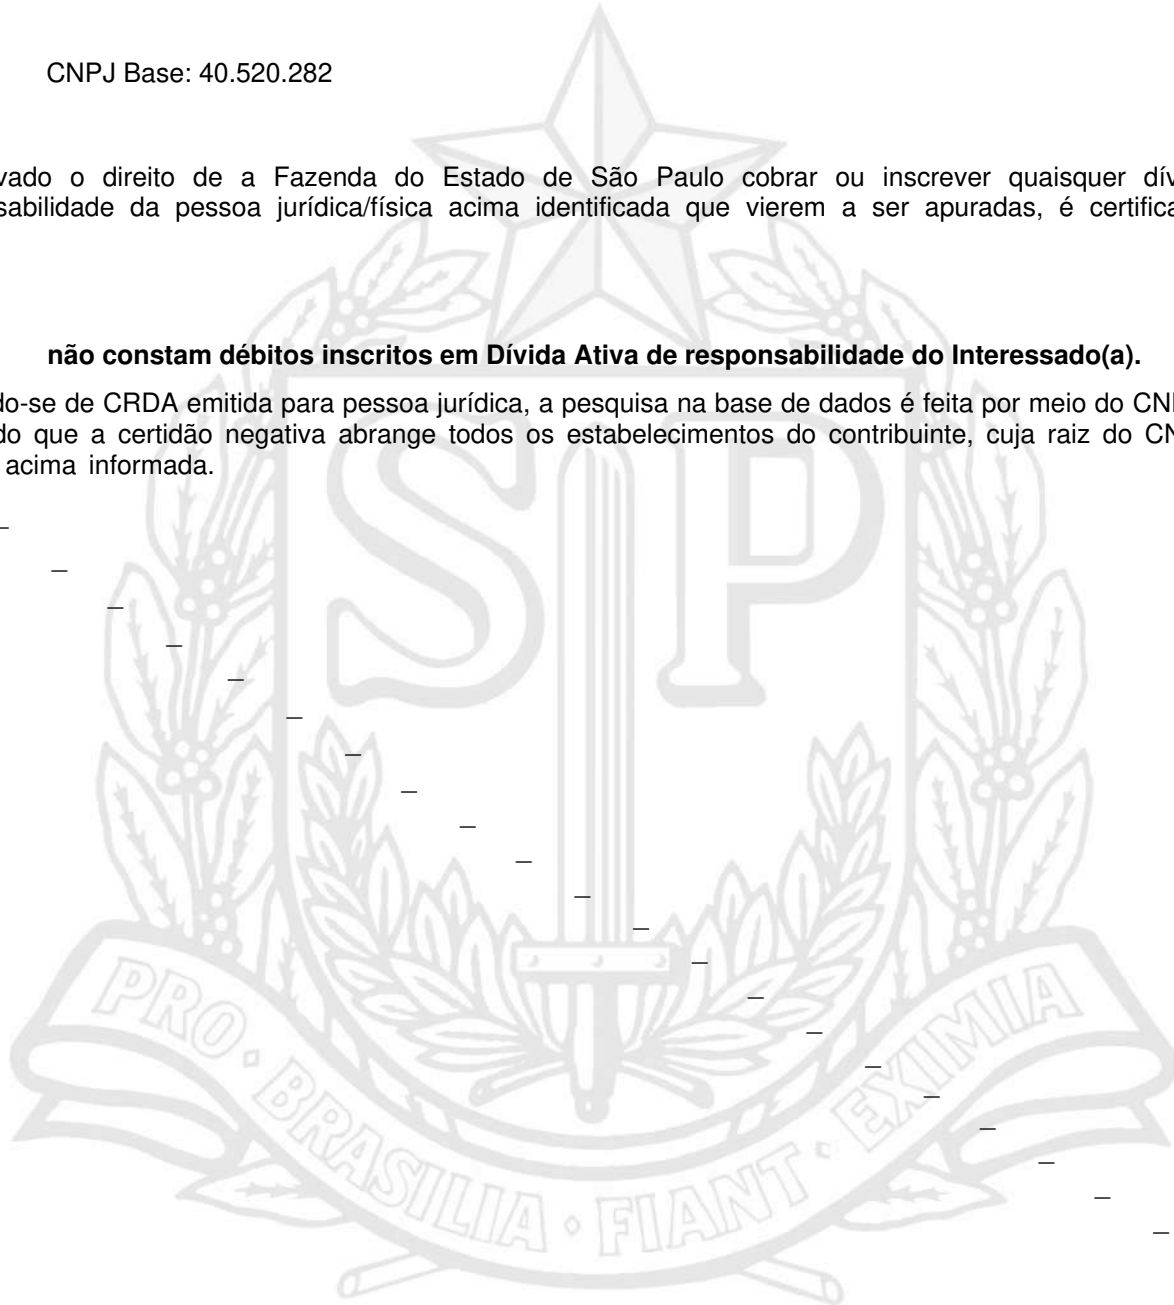 CNPJ Base: 40.520.282
vado o direito de a Fazenda do Estado de São Paulo cobrar ou inscrever quaisquer dív
sabilidade da pessoa jurídica/física acima identificada que vierem a ser apuradas, é certifica
não constam débitos inscritos em Dívida Ativa de responsabilidade do Interessado(a).
do-se de CRDA emitida para pessoa jurídica, a pesquisa na base de dados é feita por meio do CN
do que a certidão negativa abrange todos os estabelecimentos do contribuinte, cuja raiz do CN
acima informada.
SP
PRO · BRASILIA · FIANT · EXIMIA